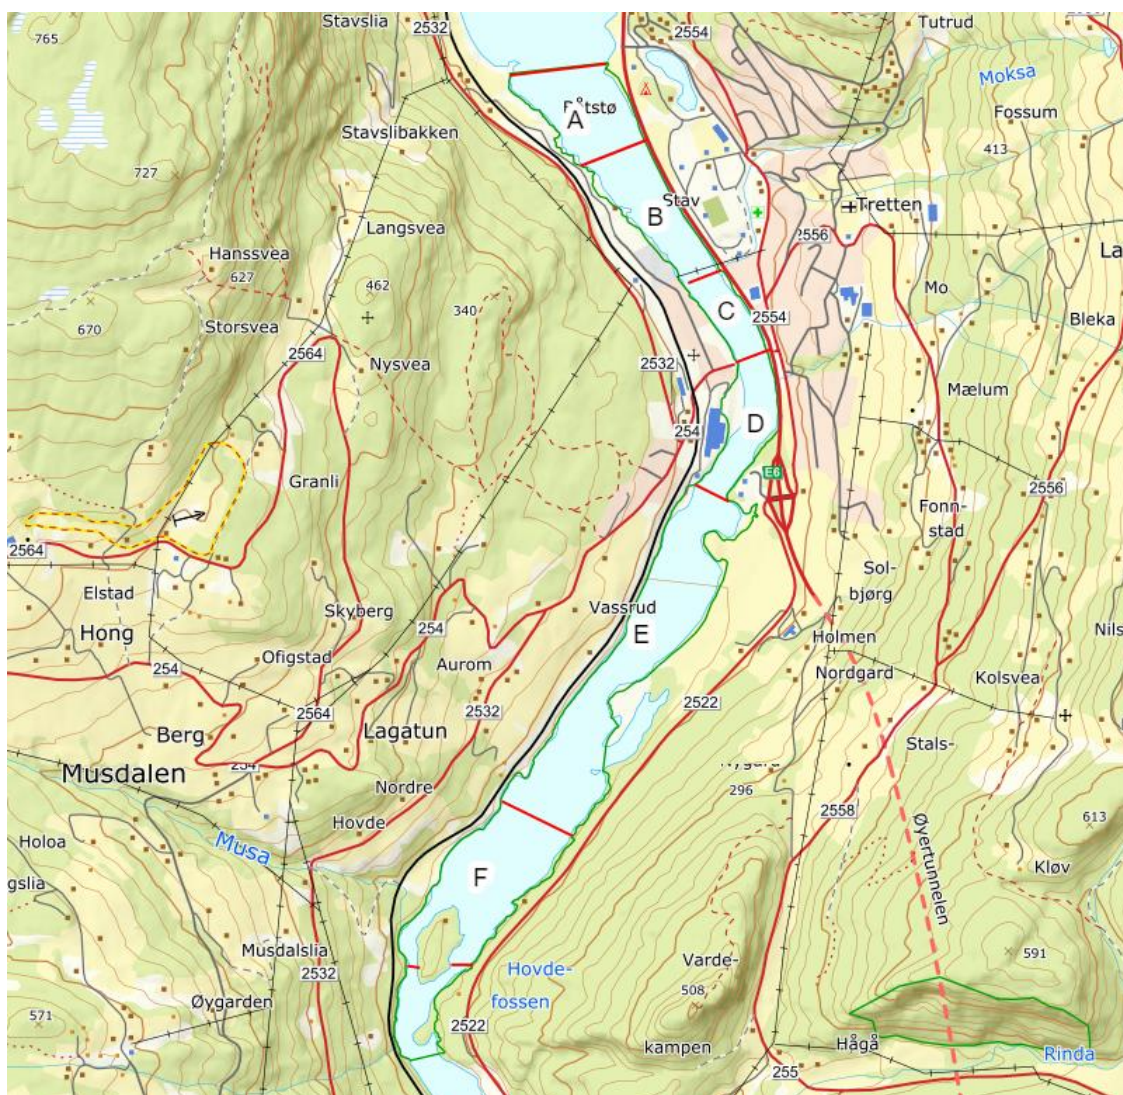 Stavslia
2532
2554
Tutrud
765
Moksa
Fossum
Båtstø
A
Stavslibakken
413
727
Stav
Tretten
B
Langsvea
2556
La
Hanssvea
627
462
Mo
340
C
670
Storsvea
2554
Bleka
2564
Nysvea
2532
Mælum
D
254
E6
Granli
2556
Fonn-
stad
2564
Sol-
bjørg
Elstad
Vassrud
Skyberg
254
E
Hong
Holmen
Nils
Ofigstad
Aurom
254
Nordgard
Kolsvea
2522
2564
2532
Berg
Lagatun
Stals-
254
Musdalen
Nordre
296
2558
613
Hovde
Holoa
Musa
Øyertunnelen
Kløv
gslia
F
Musdalslia
2532
Hovde-
fossen
Varde-
591
Øygarden
508
571
2522
kampen
Hågå
Rinda
255